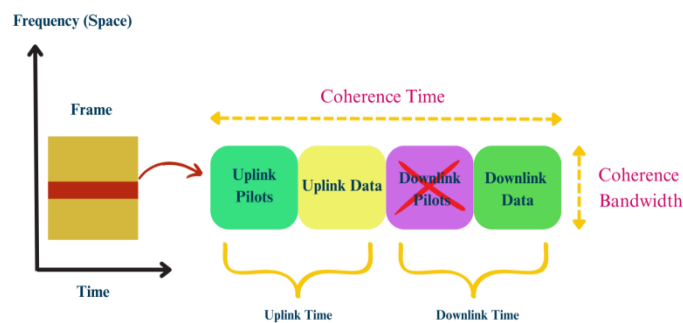 Frequency (Space)
Frame
Time
Coherence Time
Uplink
Pilots
Uplink Data
Downlink
Pilots
Downlink
Data
Coherence
Bandwidth
Uplink Time
Downlink Time